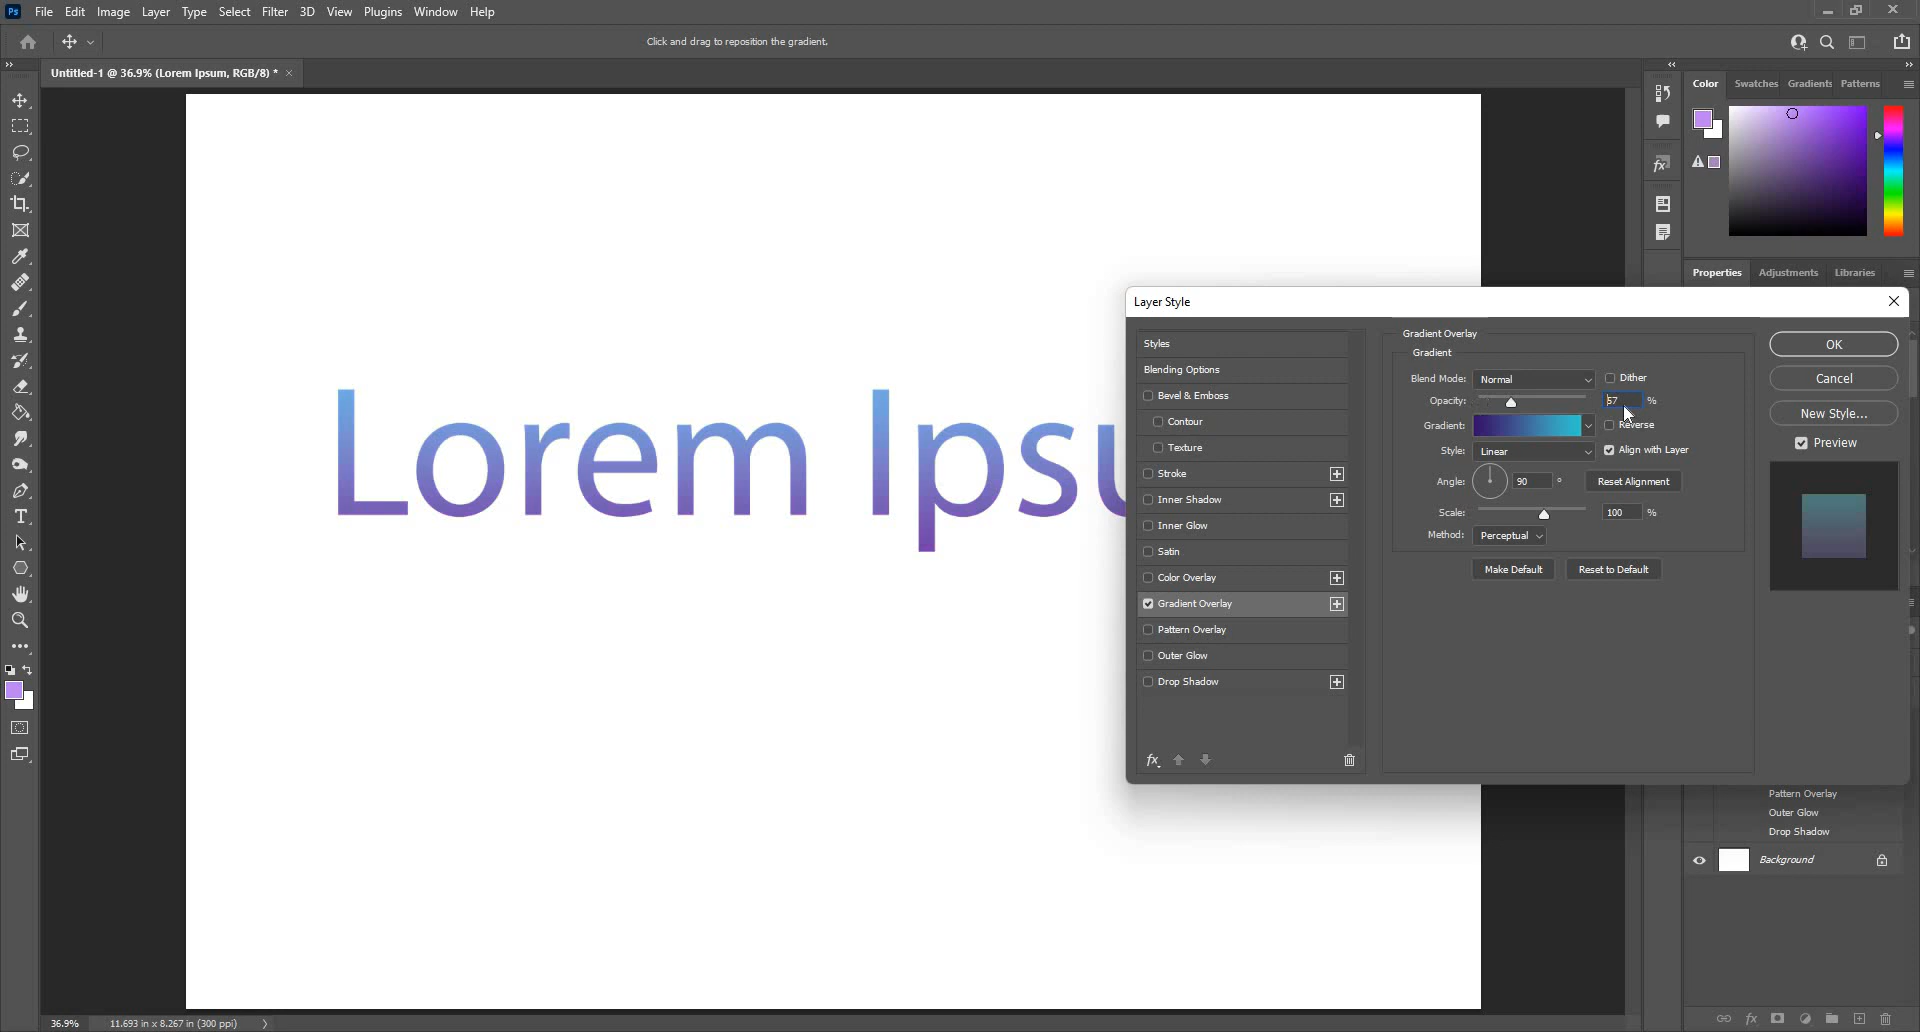 Ps File Edit Image Layer Type Select Filter 3D View Plugins Window Help
Click and drag to reposition the gradient.
Untitled-1 @ 36.9% (Lorem Ipsum, RGB/8) * ×
Color Swatches Gradients Patterns
Properties Adjustments Libraries
Lorem Ipsu
Layer Style
Styles
Blending Options
Bevel & Emboss
Contour
Texture
Stroke
Inner Shadow
Inner Glow
Satin
Color Overlay
Gradient Overlay
Pattern Overlay
Outer Glow
Drop Shadow
fx
Gradient Overlay
Gradient
Blend Mode: Normal Dither
Opacity: 67 %
Gradient: Reverse
Style: Linear Align with Layer
Angle: 90 ° Reset Alignment
Scale: 100 %
Method: Perceptual
Make Default Reset to Default
OK
Cancel
New Style...
Preview
Pattern Overlay
Outer Glow
Drop Shadow
Background
fx
36.9% 11.693 in x 8.267 in (300 ppi)